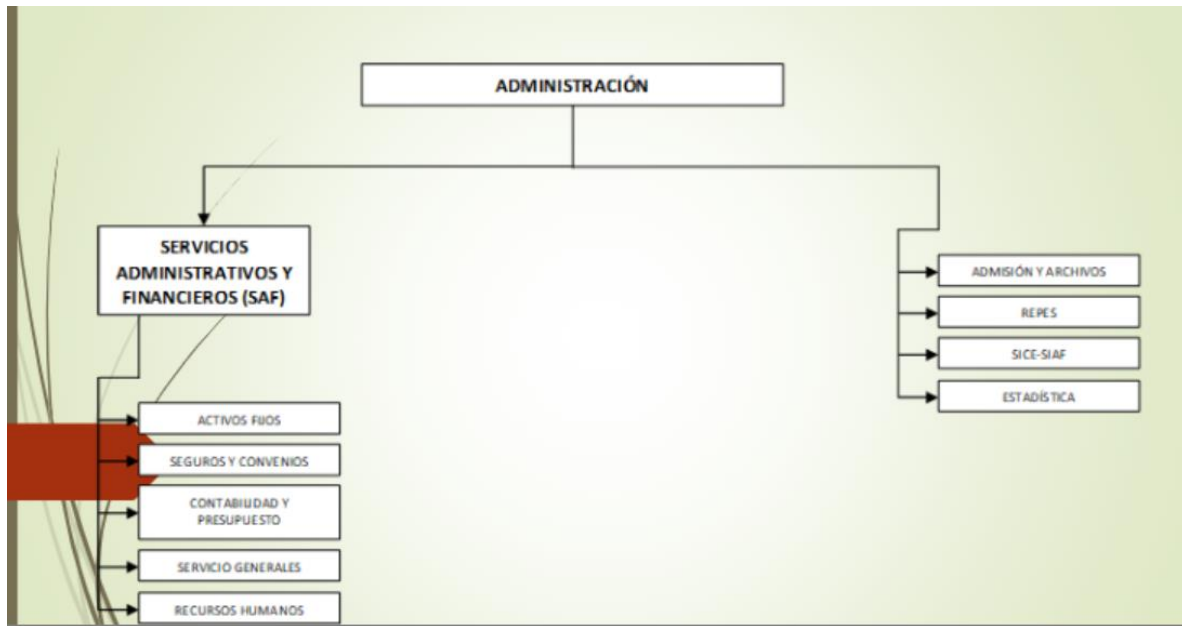 ADMINISTRACIÓN
SERVICIOS
ADMINISTRATIVOS Y
FINANCIEROS (SAF)
ACTIVOS FIJOS
SEGUROS Y CONVENIOS
CONTABILIDAD Y
PRESUPUESTO
SERVICIO GENERALES
RECURSOS HUMANOS
ADMISIÓN Y ARCHIVOS
REPES
SICE-SIAF
ESTADÍSTICA